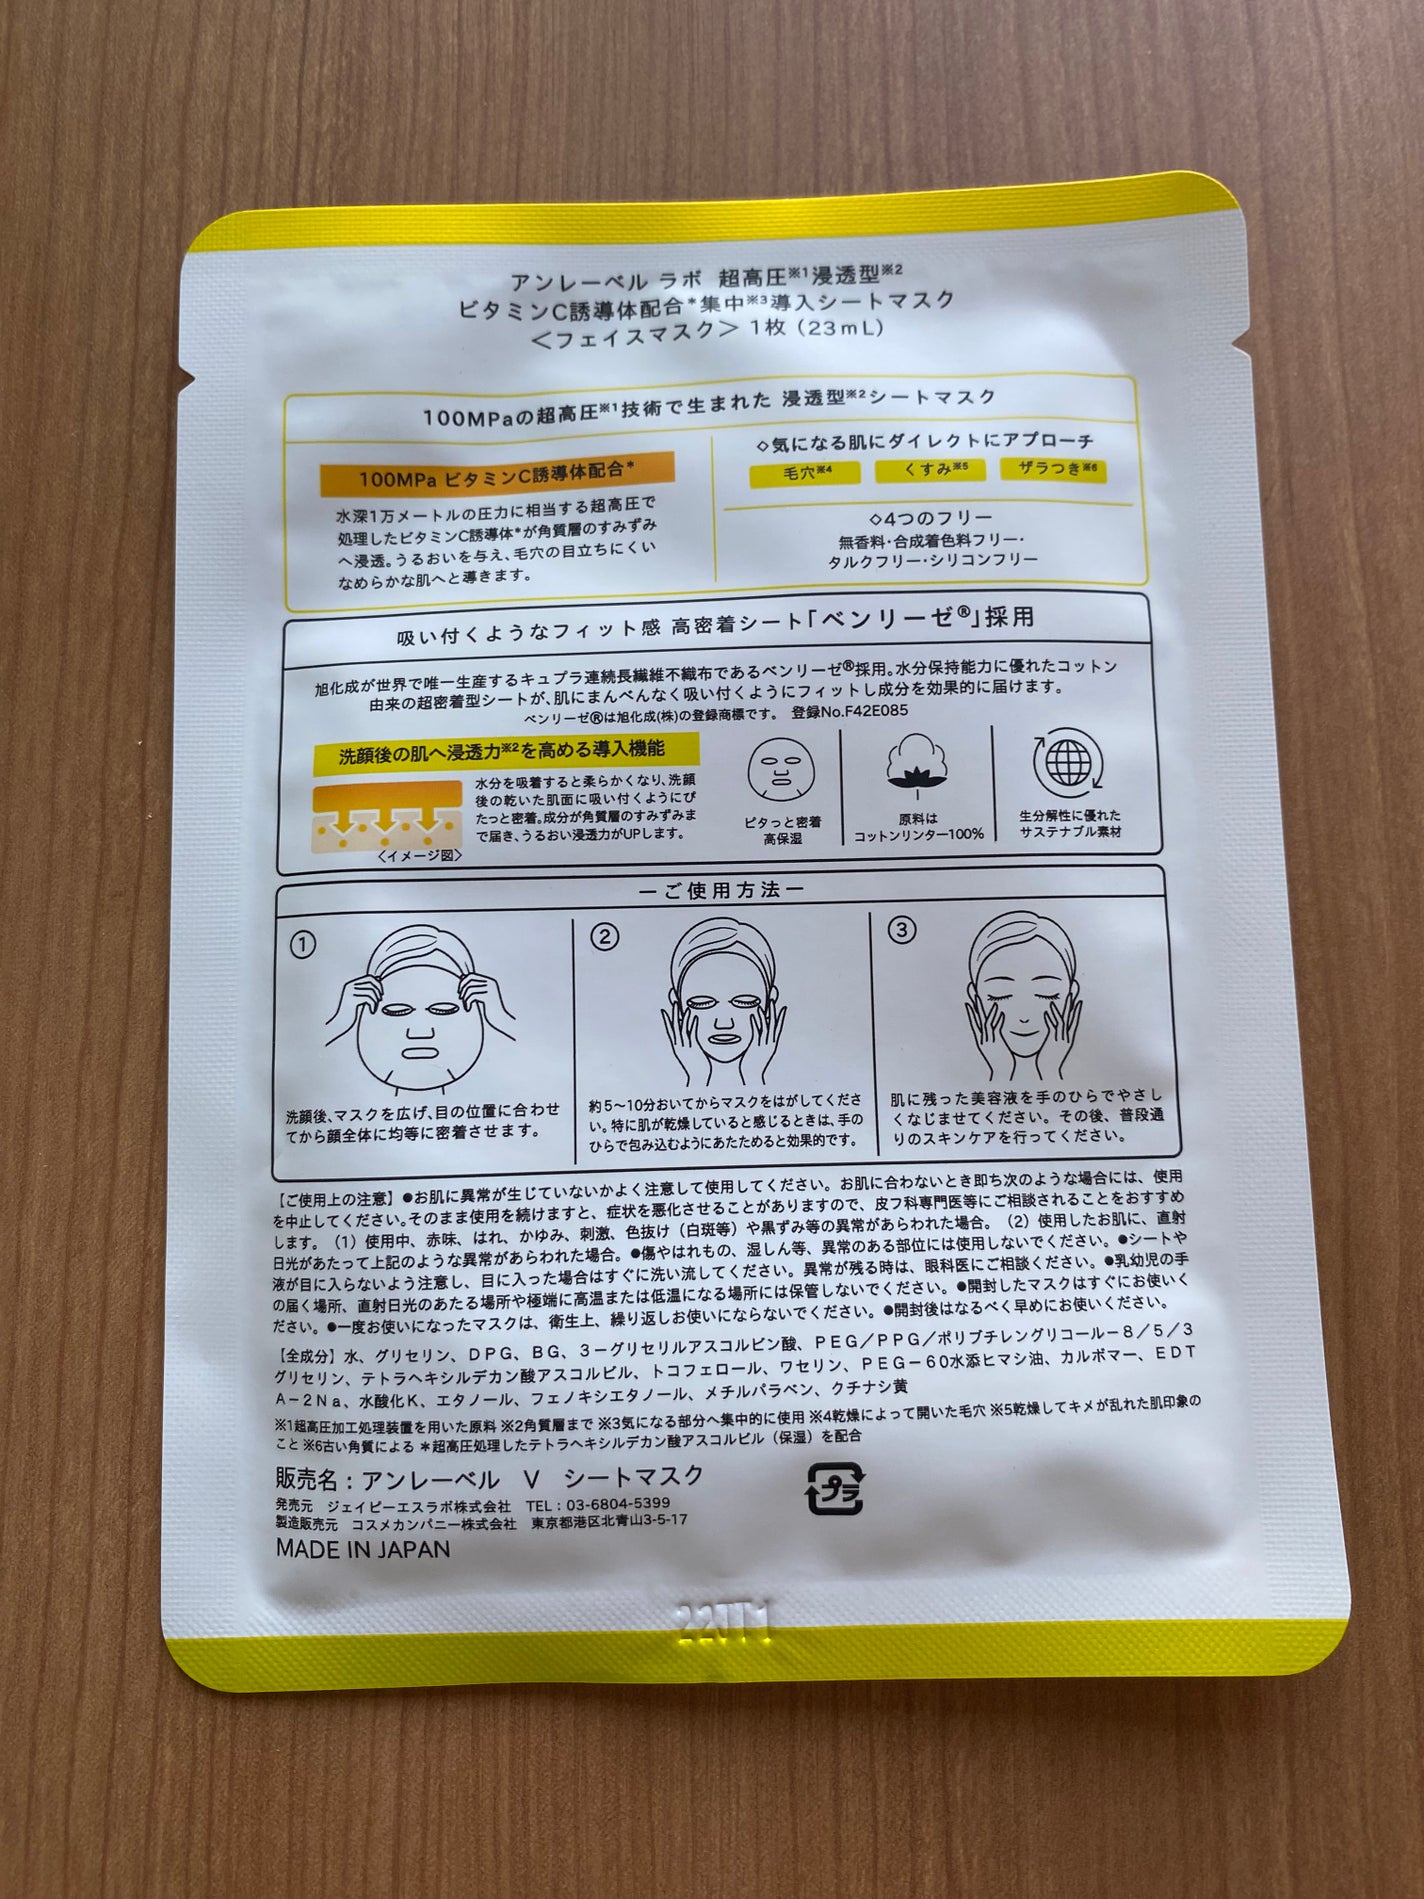 アンレーベル ラボ 超高圧※1浸透型※2
ビタミンC誘導体配合*集中※3導入シートマスク
＜フェイスマスク＞ 1枚（23mL）
100MPaの超高圧※1技術で生まれた 浸透型※2シートマスク
100MPa ビタミンC誘導体配合*
水深1万メートルの圧力に相当する超高圧で
処理したビタミンC誘導体*が角質層のすみずみ
へ浸透。うるおいを与え、毛穴の目立ちにくい
なめらかな肌へと導きます。
◇気になる肌にダイレクトにアプローチ
毛穴※4 くすみ※5 ザラつき※6
◇4つのフリー
無香料・合成着色料フリー・
タルクフリー・シリコンフリー
吸い付くようなフィット感 高密着シート「ベンリーゼ®」採用
旭化成が世界で唯一生産するキュプラ連続長繊維不織布であるベンリーゼ®採用。水分保持能力に優れたコットン
由来の超密着型シートが、肌にまんべんなく吸い付くようにフィットし成分を効果的に届けます。
ベンリーゼ®は旭化成(株)の登録商標です。 登録No.F42E085
洗顔後の肌へ浸透力※2を高める導入機能
水分を吸着すると柔らかくなり、洗顔
後の乾いた肌面に吸い付くようにぴ
たっと密着。成分が角質層のすみずみま
で届き、うるおい浸透力がUPします。
〈イメージ図〉
ピタっと密着
高保湿
原料は
コットンリンター100%
生分解性に優れた
サステナブル素材
ーご使用方法ー
①
洗顔後、マスクを広げ、目の位置に合わせ
てから顔全体に均等に密着させます。
②
約5～10分おいてからマスクをはがしてくださ
い。特に肌が乾燥していると感じるときは、手の
ひらで包み込むようにあたためると効果的です。
③
肌に残った美容液を手のひらでやさし
くなじませてください。その後、普段通
りのスキンケアを行ってください。
【ご使用上の注意】●お肌に異常が生じていないかよく注意して使用してください。お肌に合わないとき即ち次のような場合には、使用
を中止してください。そのまま使用を続けますと、症状を悪化させることがありますので、皮フ科専門医等にご相談されることをおすすめ
します。（1）使用中、赤味、はれ、かゆみ、刺激、色抜け（白斑等）や黒ずみ等の異常があらわれた場合。（2）使用したお肌に、直射
日光があたって上記のような異常があらわれた場合。●傷やはれもの、湿しん等、異常のある部位には使用しないでください。●シートや
液が目に入らないよう注意し、目に入った場合はすぐに洗い流してください。異常が残る時は、眼科医にご相談ください。●乳幼児の手
の届く場所、直射日光のあたる場所や極端に高温または低温になる場所には保管しないでください。●開封したマスクはすぐにお使いく
ださい。●一度お使いになったマスクは、衛生上、繰り返しお使いにならないでください。●開封後はなるべく早めにお使いください。
【全成分】水、グリセリン、DPG、BG、3－グリセリルアスコルビン酸、PEG／PPG／ポリブチレングリコール－8／5／3
グリセリン、テトラヘキシルデカン酸アスコルビル、トコフェロール、ワセリン、PEG－60水添ヒマシ油、カルボマー、EDT
A－2Na、水酸化K、エタノール、フェノキシエタノール、メチルパラベン、クチナシ黄
※1超高圧加工処理装置を用いた原料 ※2角質層まで ※3気になる部分へ集中的に使用 ※4乾燥によって開いた毛穴 ※5乾燥してキメが乱れた肌印象の
こと ※6古い角質による *超高圧処理したテトラヘキシルデカン酸アスコルビル（保湿）を配合
販売名：アンレーベル V シートマスク
発売元 ジェイピーエスラボ株式会社 TEL：03-6804-5399
製造販売元 コスメカンパニー株式会社 東京都港区北青山3-5-17
MADE IN JAPAN
プラ